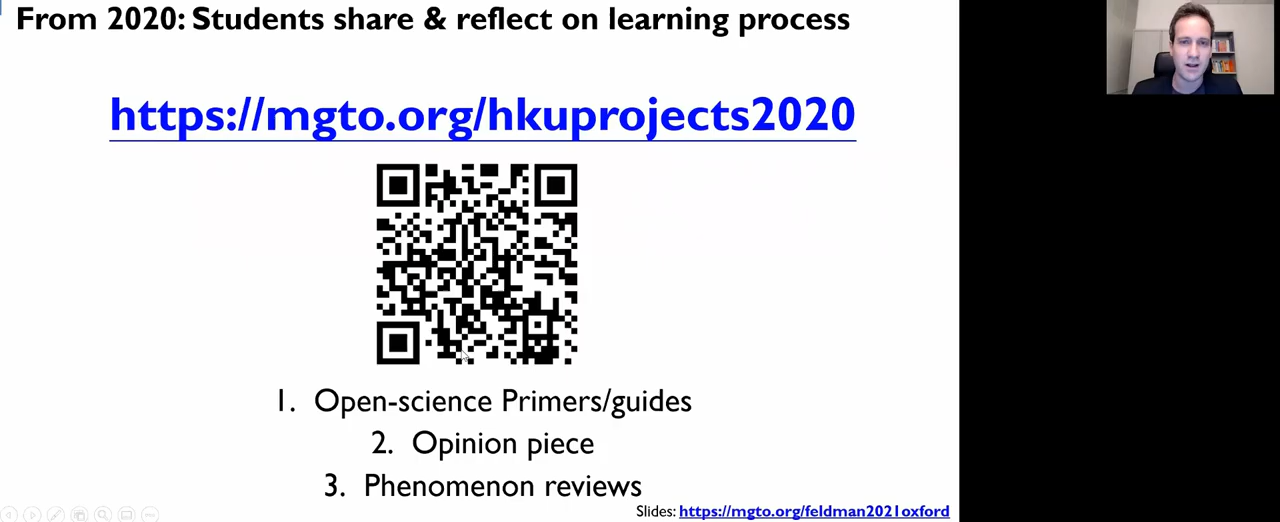 From 2020: Students share & reflect on learning process
https://mgto.org/hkuprojects2020
1. Open-science Primers/guides
2. Opinion piece
3. Phenomenon reviews
Slides: https://mgto.org/feldman2021oxford